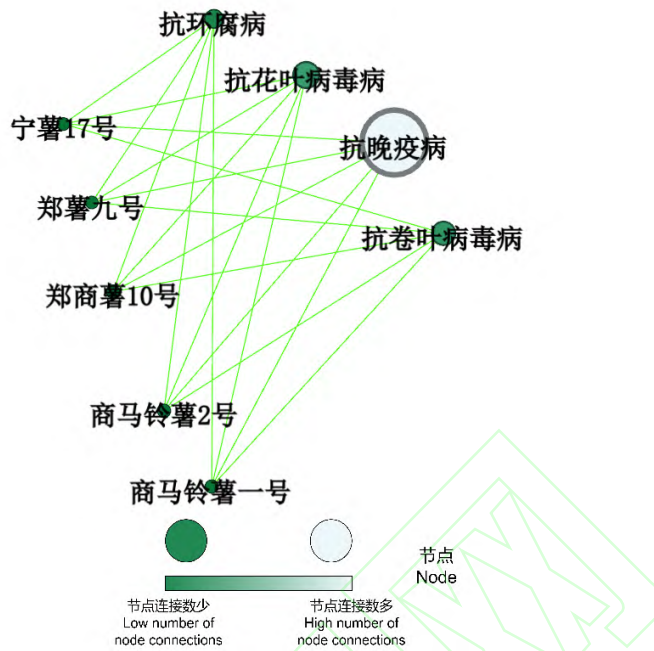 抗环腐病
抗花叶病毒病
宁薯17号
抗晚疫病
郑薯九号
抗卷叶病毒病
郑商薯10号
商马铃薯2号
商马铃薯一号
节点
Node
节点连接数少
Low number of
node connections
节点连接数多
High number of
node connections